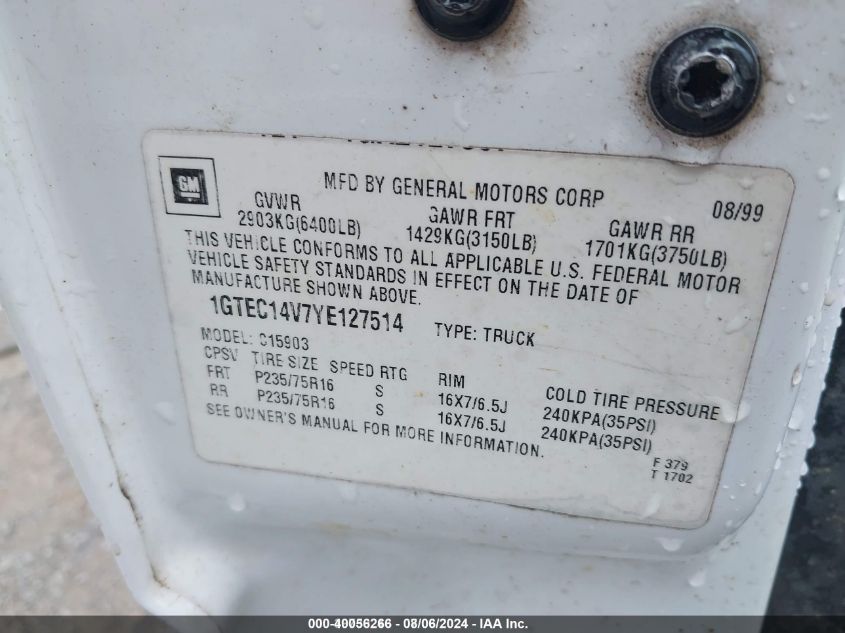 GM
MFD BY GENERAL MOTORS CORP 08/99
GVWR GAWR FRT GAWR RR
2903KG(6400LB) 1429KG(3150LB) 1701KG(3750LB)
THIS VEHICLE CONFORMS TO ALL APPLICABLE U.S. FEDERAL MOTOR
VEHICLE SAFETY STANDARDS IN EFFECT ON THE DATE OF
MANUFACTURE SHOWN ABOVE.
1GTEC14V7YE127514 TYPE: TRUCK
MODEL: C15903
CPSV TIRE SIZE SPEED RTG RIM COLD TIRE PRESSURE
FRT P235/75R16 S 16X7/6.5J 240KPA(35PSI)
RR P235/75R16 S 16X7/6.5J 240KPA(35PSI)
SEE OWNER'S MANUAL FOR MORE INFORMATION.
F 379
T 1702
000-40056266 - 08/06/2024 - IAA Inc.